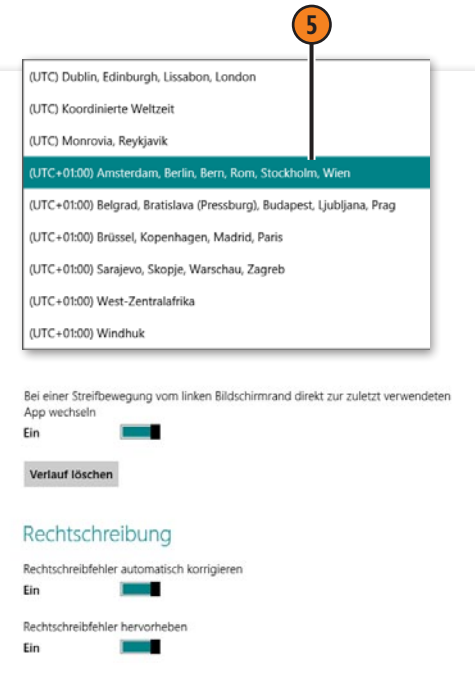 5
(UTC) Dublin, Edinburgh, Lissabon, London
(UTC) Koordinierte Weltzeit
(UTC) Monrovia, Reykjavik
(UTC+01:00) Amsterdam, Berlin, Bern, Rom, Stockholm, Wien
(UTC+01:00) Belgrad, Bratislava (Pressburg), Budapest, Ljubljana, Prag
(UTC+01:00) Brüssel, Kopenhagen, Madrid, Paris
(UTC+01:00) Sarajevo, Skopje, Warschau, Zagreb
(UTC+01:00) West-Zentralafrika
(UTC+01:00) Windhuk
Bei einer Streifbewegung vom linken Bildschirmrand direkt zur zuletzt verwendeten
App wechseln
Ein
Verlauf löschen
Rechtschreibung
Rechtschreibfehler automatisch korrigieren
Ein
Rechtschreibfehler hervorheben
Ein